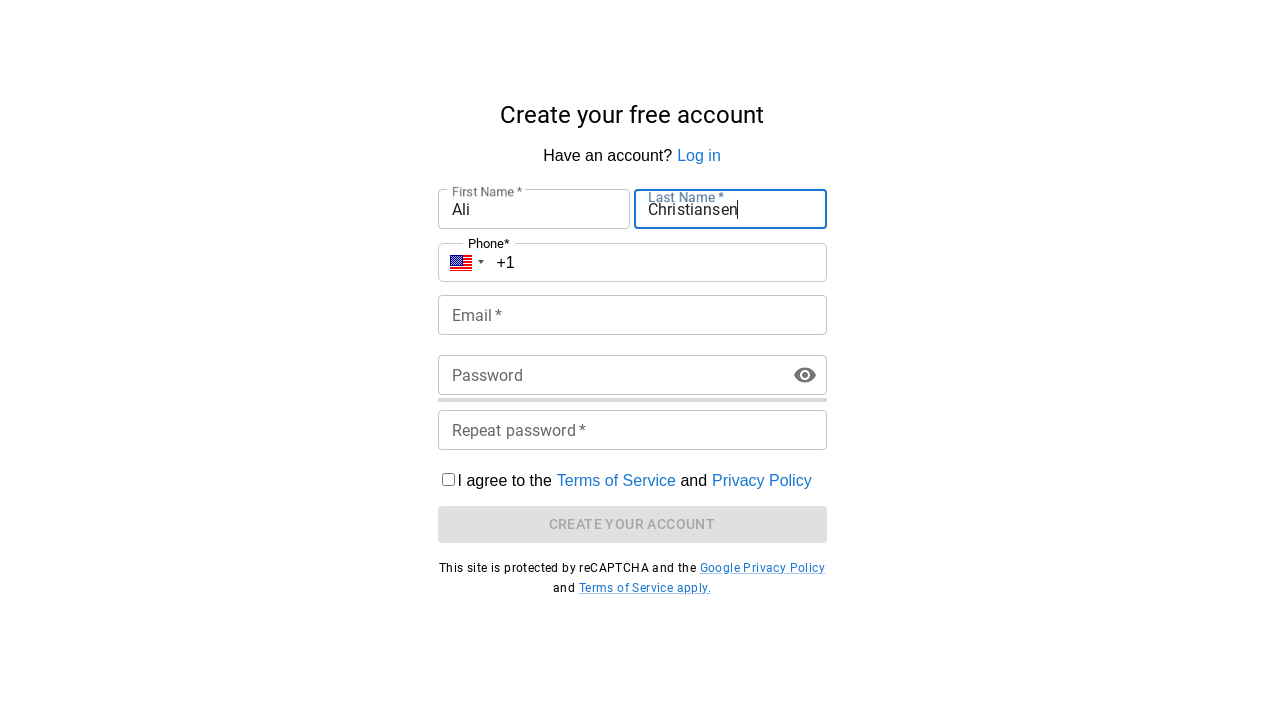 Create your free account
Have an account? Log in
First Name *
Last Name *
Ali
Christiansen
Phone*
+1
Email *
Password
Repeat password *
I agree to the Terms of Service and Privacy Policy
CREATE YOUR ACCOUNT
This site is protected by reCAPTCHA and the Google Privacy Policy
and Terms of Service apply.